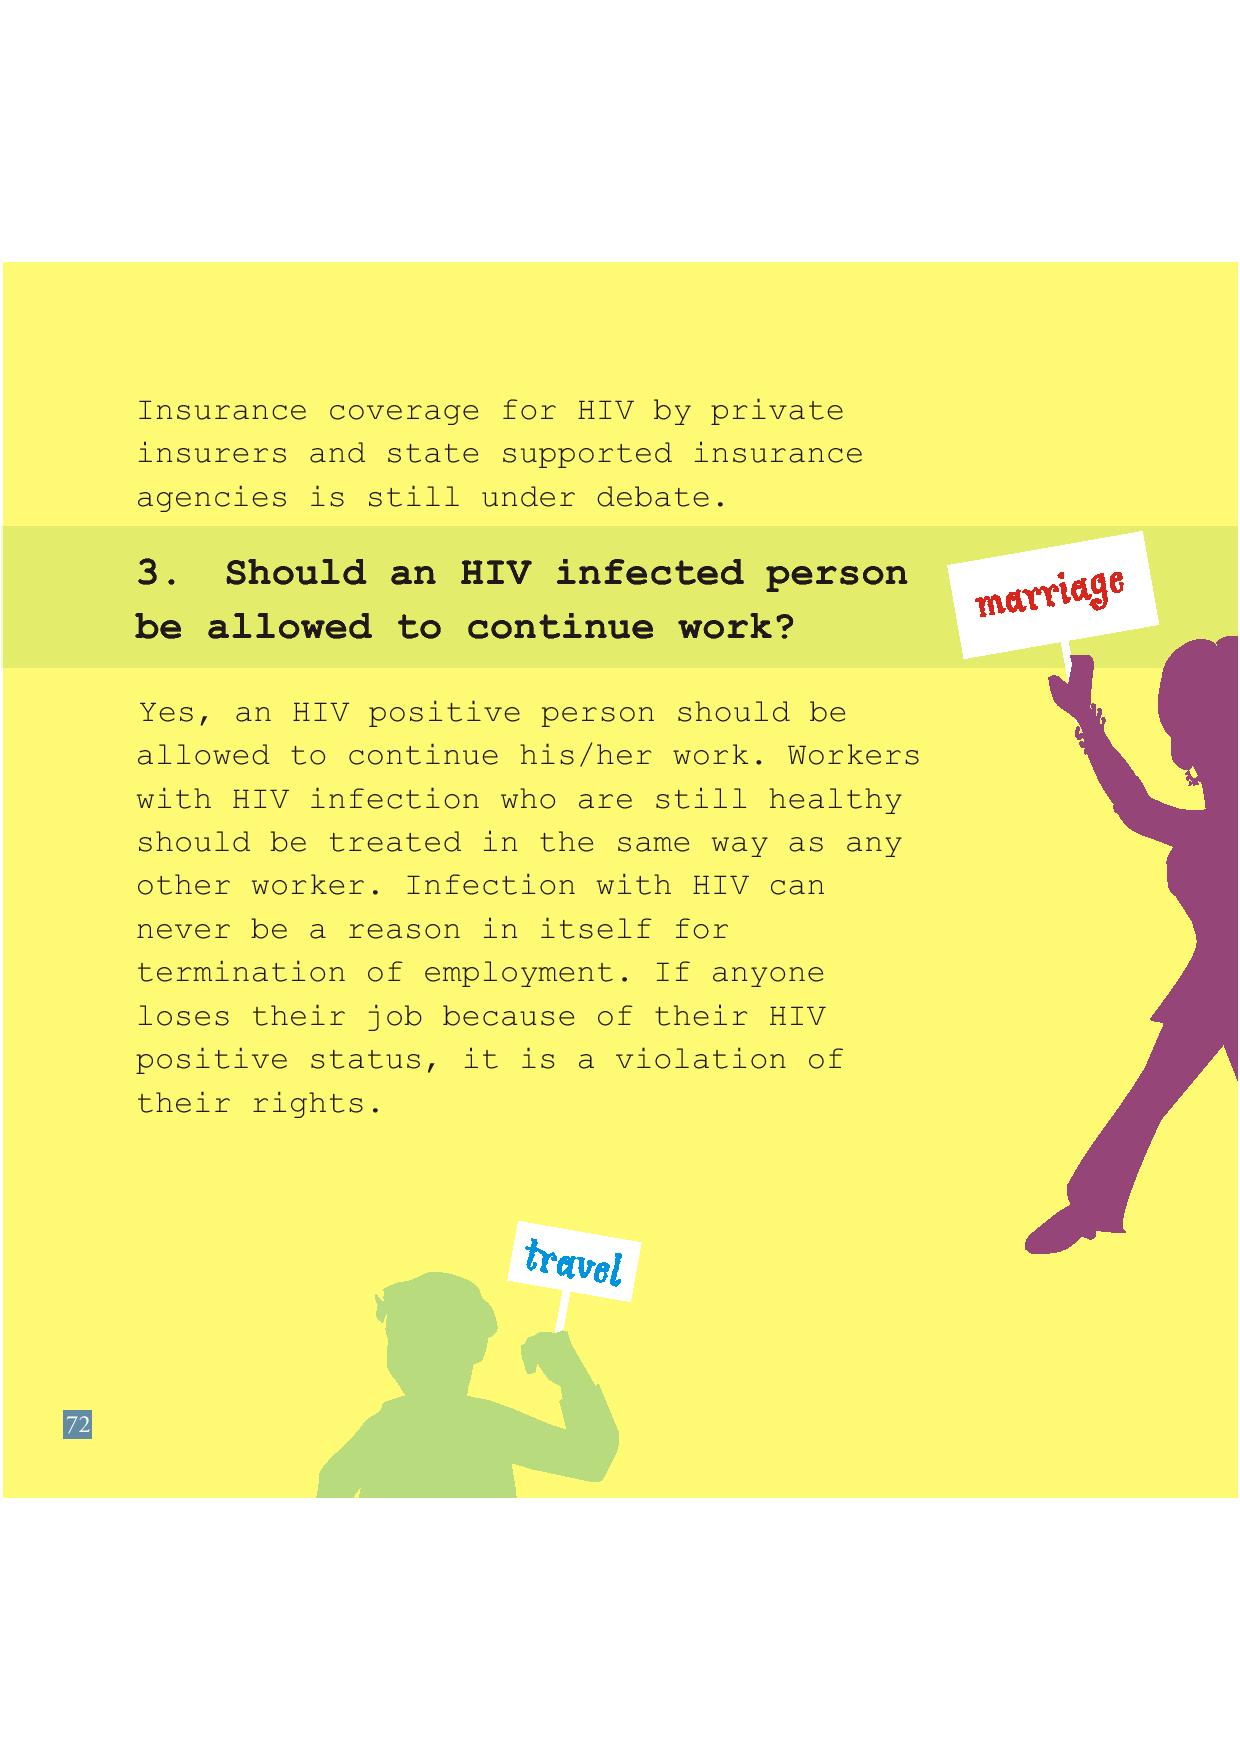 Insurance coverage for HIV by private
insurers and state supported insurance
agencies is still under debate.
3. Should an HIV infected person
be allowed to continue work?
marriage
Yes, an HIV positive person should be
allowed to continue his/her work. Workers
with HIV infection who are still healthy
should be treated in the same way as any
other worker. Infection with HIV can
never be a reason in itself for
termination of employment. If anyone
loses their job because of their HIV
positive status, it is a violation of
their rights.
travel
72